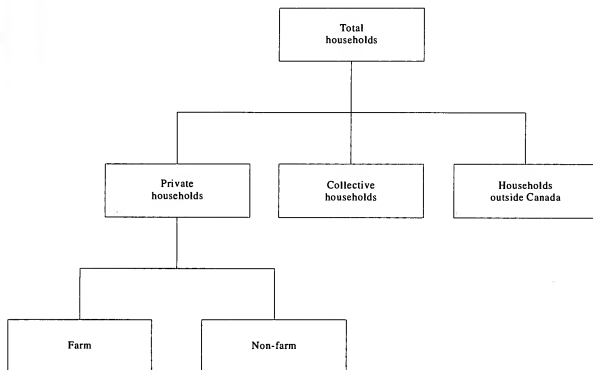 Total
households
Private
households
Collective
households
Households
outside Canada
Farm
Non-farm